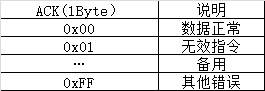 ACK(1Byte) 说明
0x00 数据正常
0x01 无效指令
… 备用
0xFF 其他错误